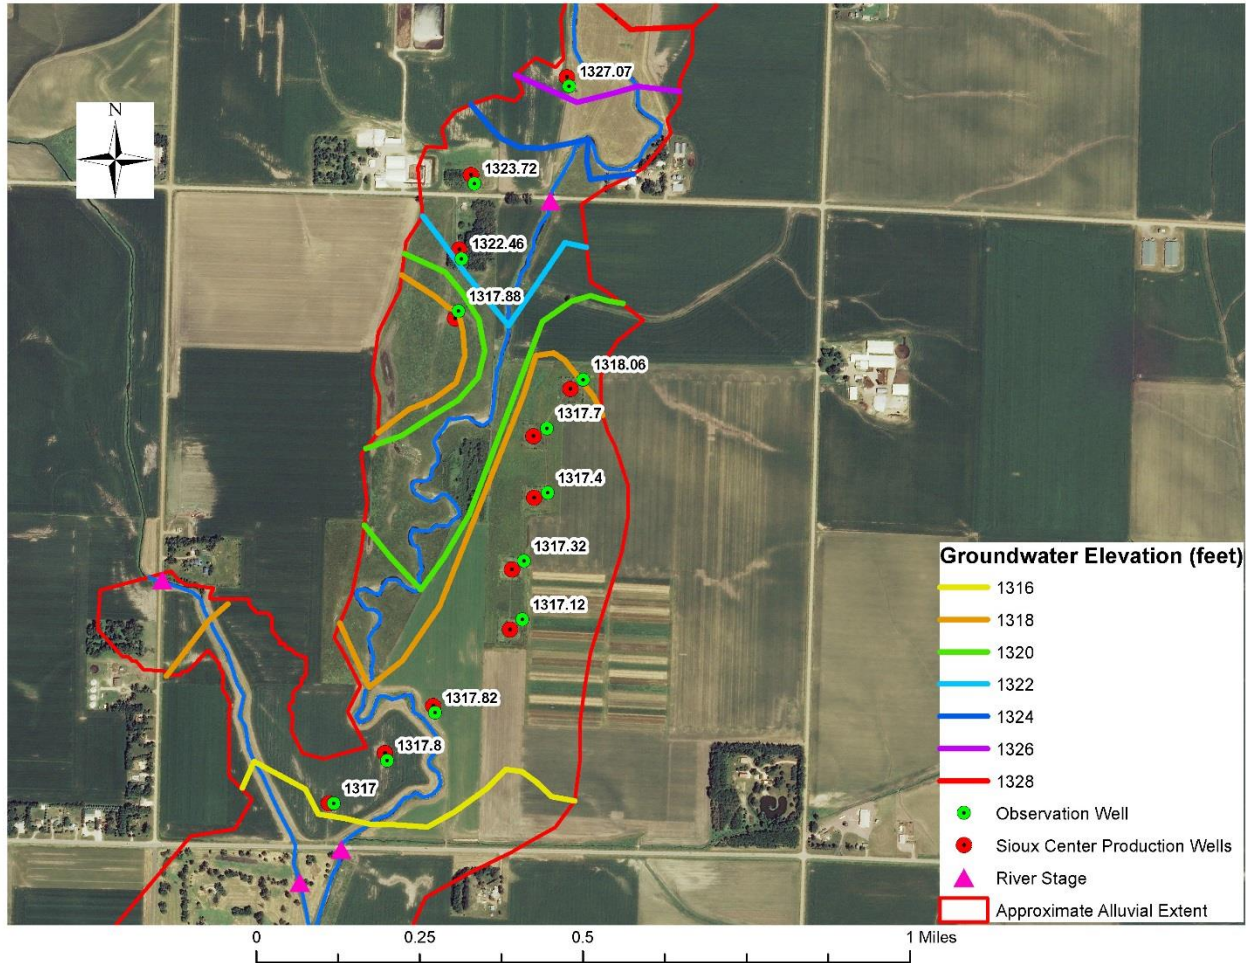 N
1327.07
1323.72
1322.46
1317.88
1318.06
1317.7
1317.4
1317.32
1317.12
1317.82
1317.8
1317
Groundwater Elevation (feet)
1316
1318
1320
1322
1324
1326
1328
Observation Well
Sioux Center Production Wells
River Stage
Approximate Alluvial Extent
0 0.25 0.5 1 Miles